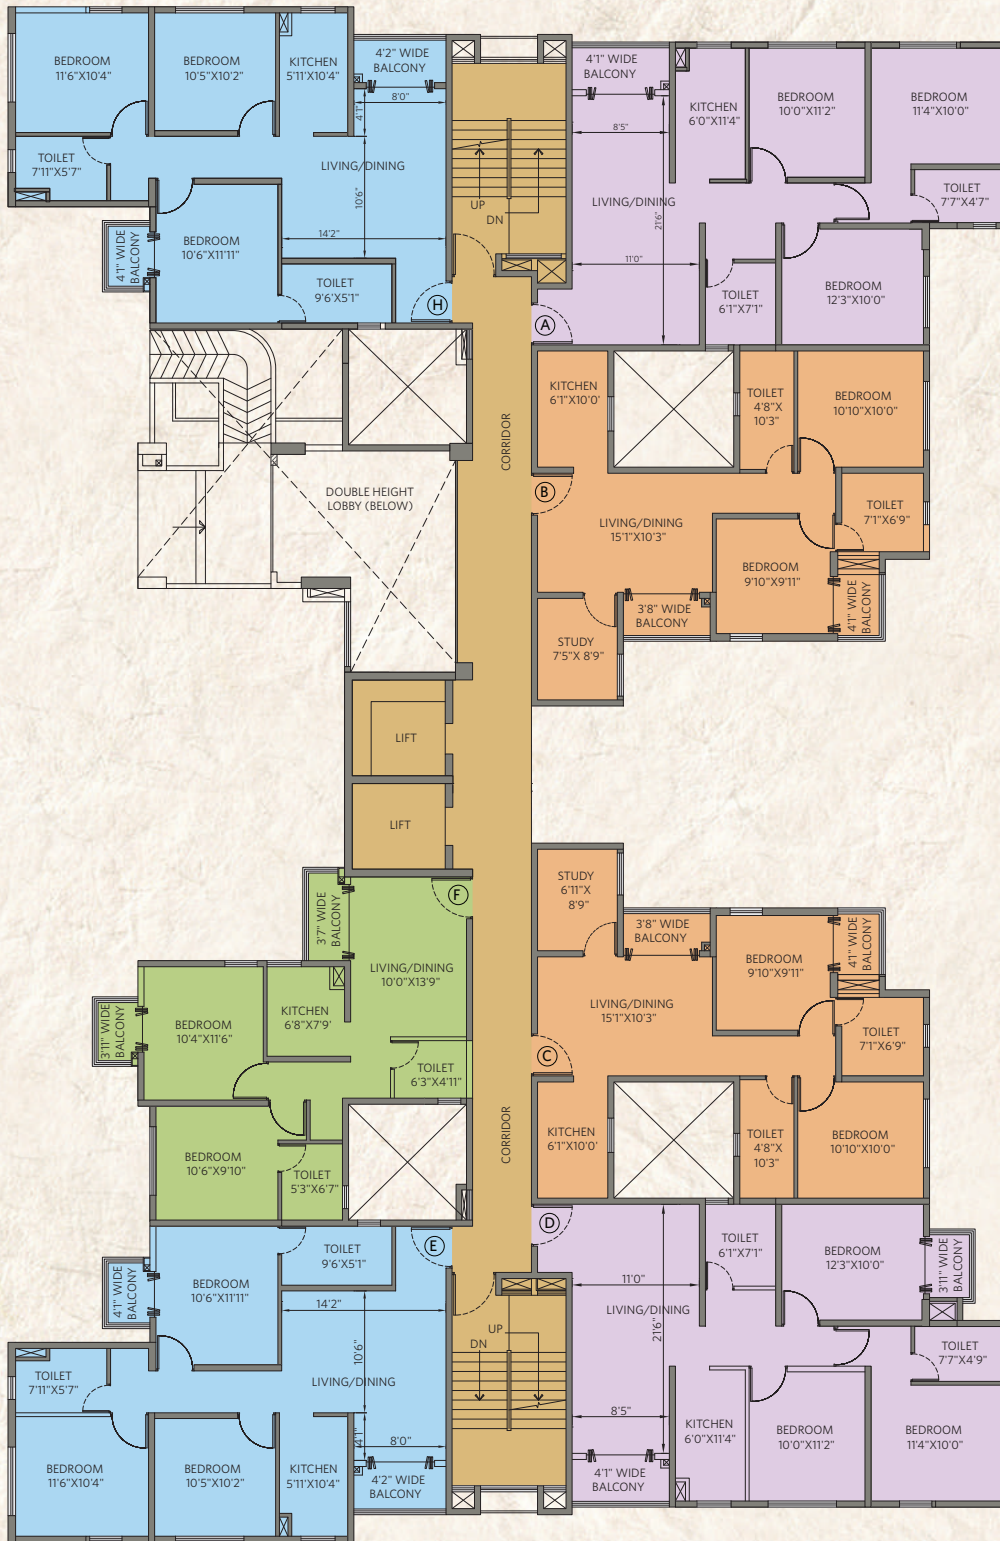 BEDROOM
11'6"X10'4"
BEDROOM
10'5"X10'2"
KITCHEN
5'11"X10'4"
4'2" WIDE
BALCONY
8'0"
4'1"
TOILET
7'11"X5'7"
LIVING/DINING
10'6"
14'2"
BEDROOM
10'6"X11'11"
4'1" WIDE
BALCONY
TOILET
9'6"X5'1"
H
UP
DN
4'1" WIDE
BALCONY
8'5"
KITCHEN
6'0"X11'4"
BEDROOM
10'0"X11'2"
BEDROOM
11'4"X10'0"
TOILET
7'7"X4'7"
LIVING/DINING
21'6"
11'0"
TOILET
6'1"X7'1"
BEDROOM
12'3"X10'0"
A
KITCHEN
6'1"X10'0'
TOILET
4'8"X
10'3"
BEDROOM
10'10"X10'0"
CORRIDOR
B
DOUBLE HEIGHT
LOBBY (BELOW)
LIVING/DINING
15'1"X10'3"
TOILET
7'1"X6'9"
BEDROOM
9'10"X9'11"
4'1" WIDE
BALCONY
3'8" WIDE
BALCONY
STUDY
7'5"X 8'9"
LIFT
LIFT
F
3'7" WIDE
BALCONY
LIVING/DINING
10'0"X13'9"
STUDY
6'11"X
8'9"
3'8" WIDE
BALCONY
BEDROOM
9'10"X9'11"
4'1" WIDE
BALCONY
KITCHEN
6'8"X7'9'
BEDROOM
10'4"X11'6"
3'11" WIDE
BALCONY
LIVING/DINING
15'1"X10'3"
TOILET
7'1"X6'9"
C
TOILET
6'3"X4'11"
CORRIDOR
KITCHEN
6'1"X10'0'
TOILET
4'8"X
10'3"
BEDROOM
10'10"X10'0"
BEDROOM
10'6"X9'10"
TOILET
5'3"X6'7"
D
E
TOILET
9'6"X5'1"
BEDROOM
10'6"X11'11"
4'1" WIDE
BALCONY
14'2"
10'6"
LIVING/DINING
TOILET
7'11"X5'7"
4'1"
8'0"
BEDROOM
11'6"X10'4"
BEDROOM
10'5"X10'2"
KITCHEN
5'11"X10'4"
4'2" WIDE
BALCONY
UP
DN
TOILET
6'1"X7'1"
BEDROOM
12'3"X10'0"
3'11" WIDE
BALCONY
11'0"
LIVING/DINING
21'6"
TOILET
7'7"X4'9"
8'5"
KITCHEN
6'0"X11'4"
BEDROOM
10'0"X11'2"
BEDROOM
11'4"X10'0"
4'1" WIDE
BALCONY